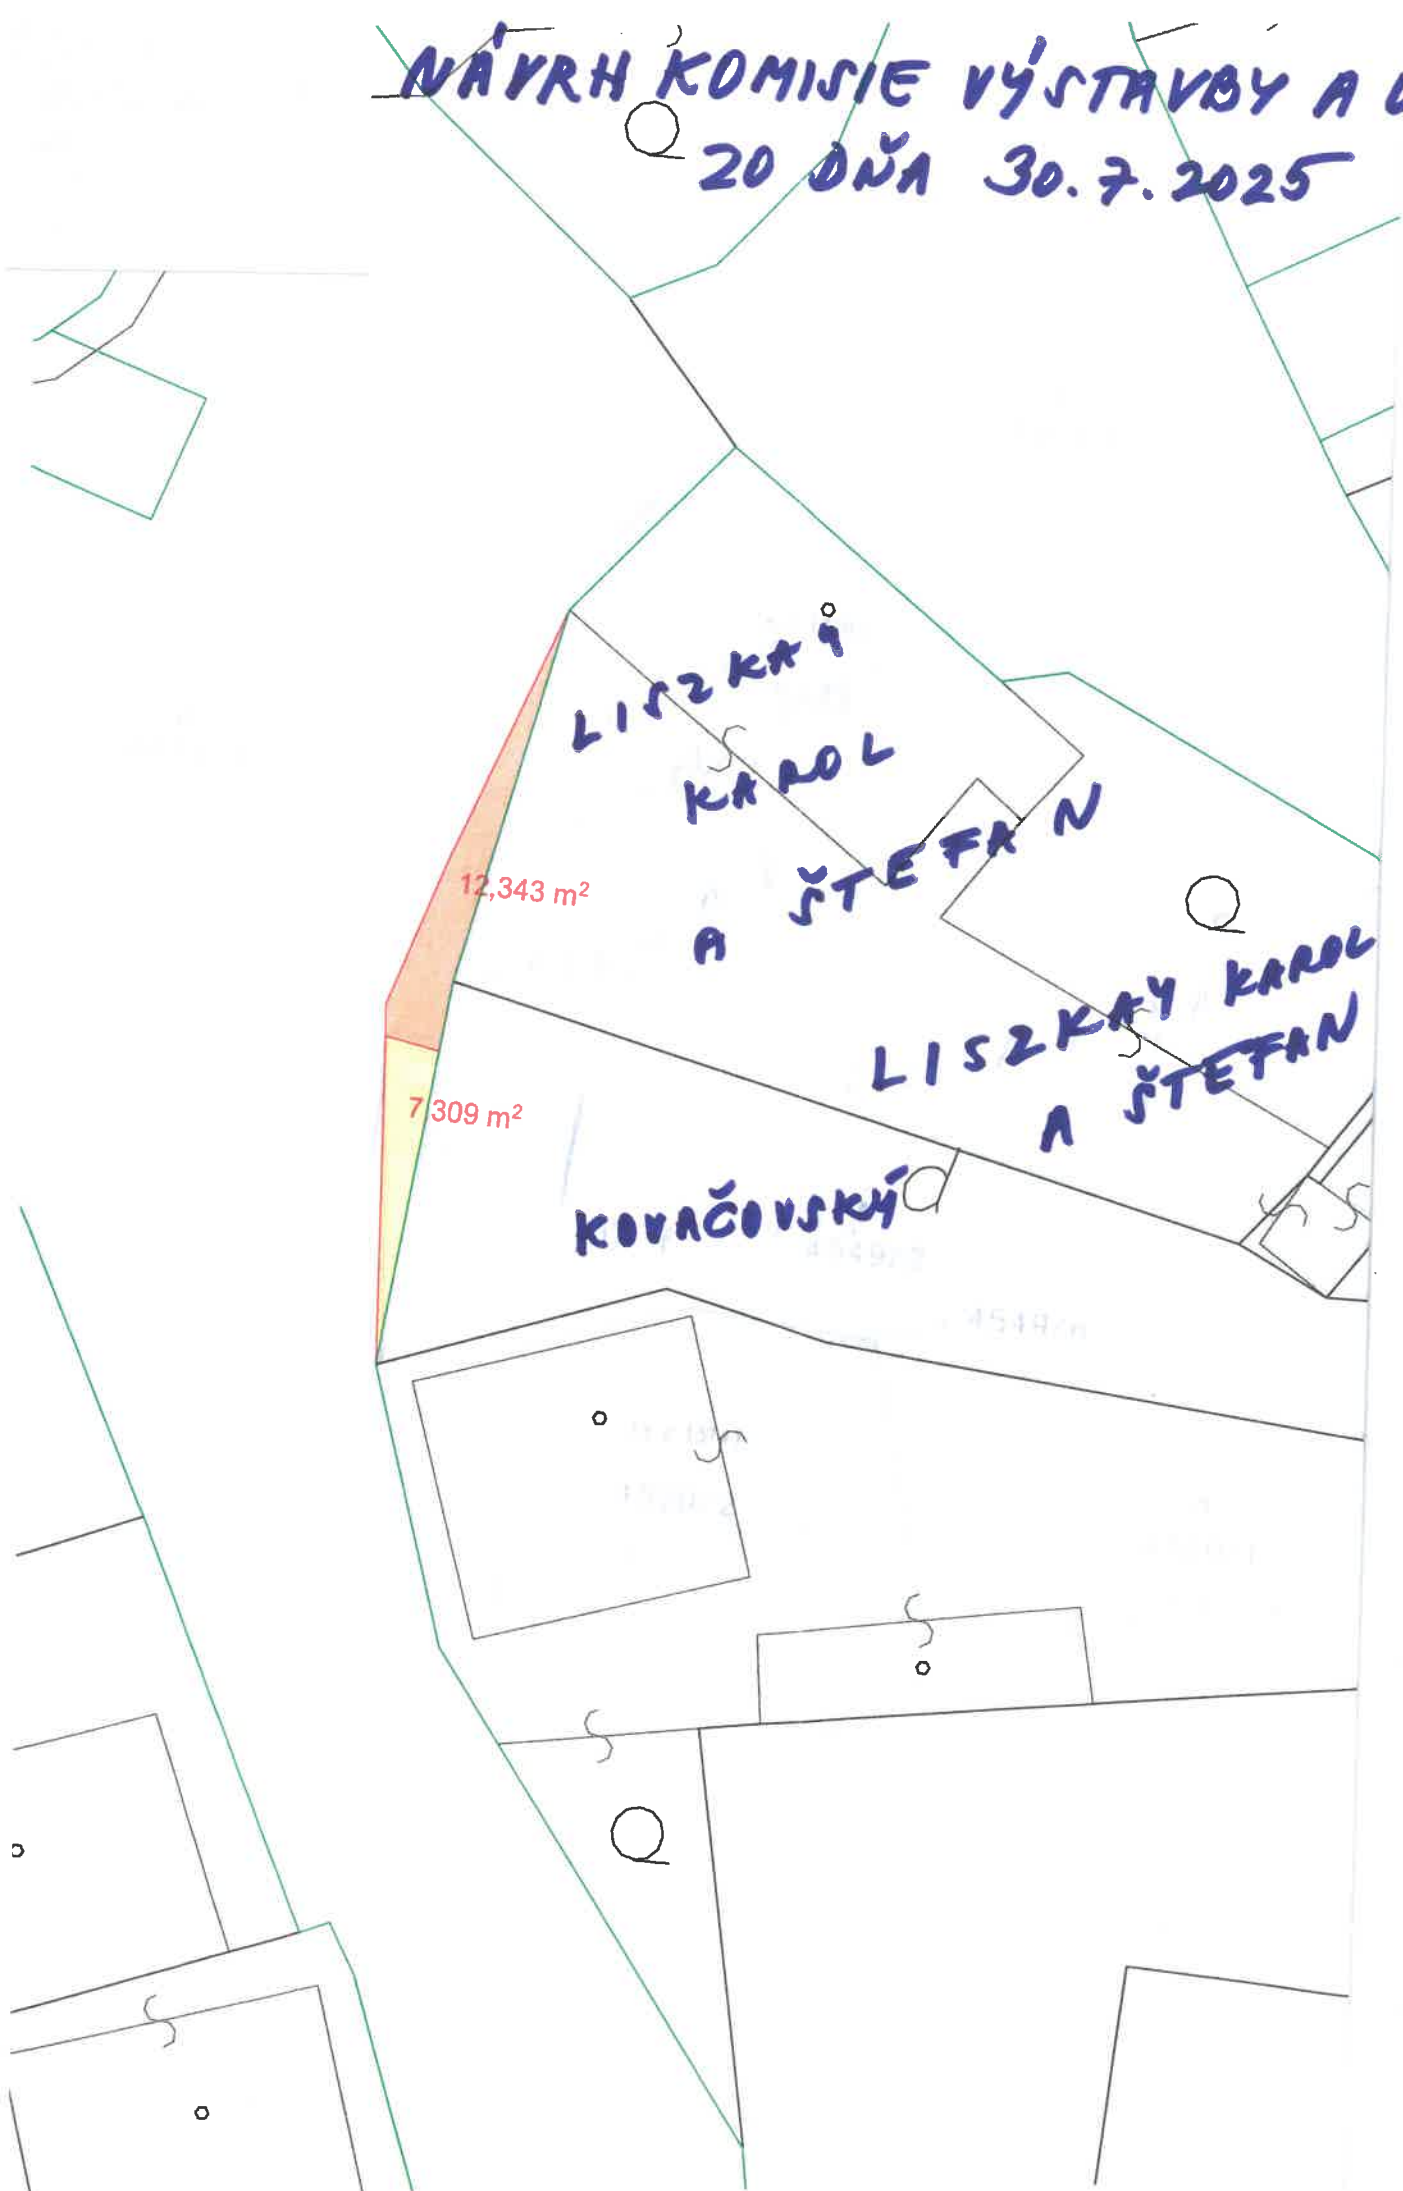 NÁVRH KOMISIE VÝSTAVBY A
20 DŇA 30.7.2025
LISZKAY
KAROL
A ŠTEFAN
12,343 m²
LISZKAY KAROL
A ŠTEFAN
7,309 m²
KOVAČOVSKÝ